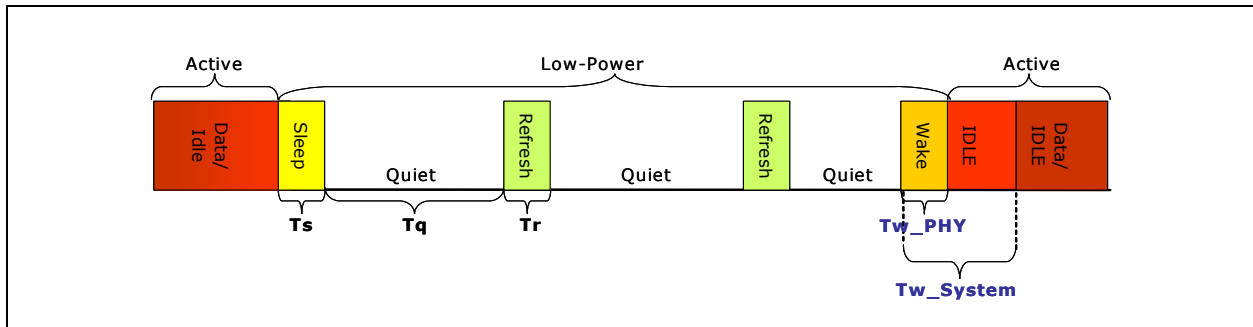 Active
Low-Power
Active
Data/
Idle
Sleep
Refresh
Refresh
Wake
IDLE
Data/
IDLE
Quiet
Quiet
Quiet
Ts
Tq
Tr
Tw_PHY
Tw_System